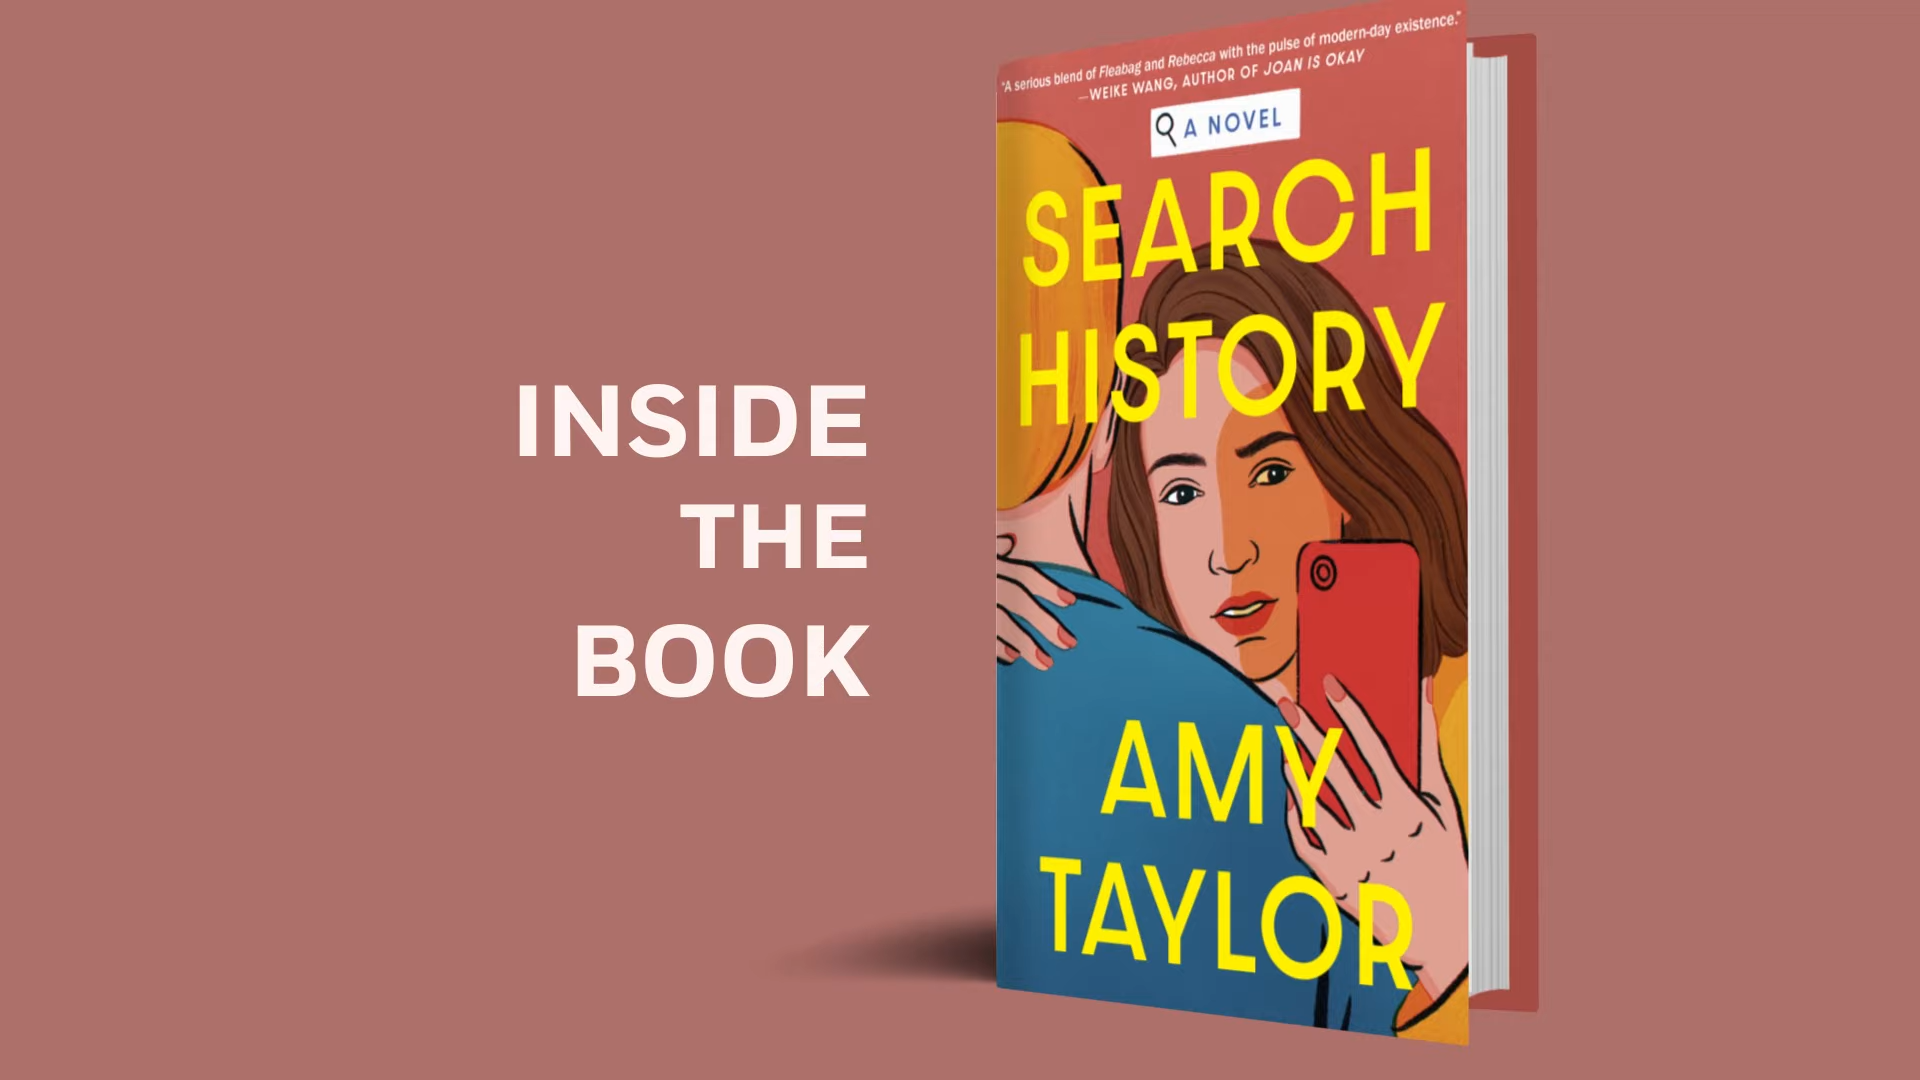 INSIDE
THE
BOOK
"A serious blend of Fleabag and Rebecca with the pulse of modern-day existence."
—WEIKE WANG, AUTHOR OF JOAN IS OKAY
A NOVEL
SEARCH
HISTORY
AMY
TAYLOR